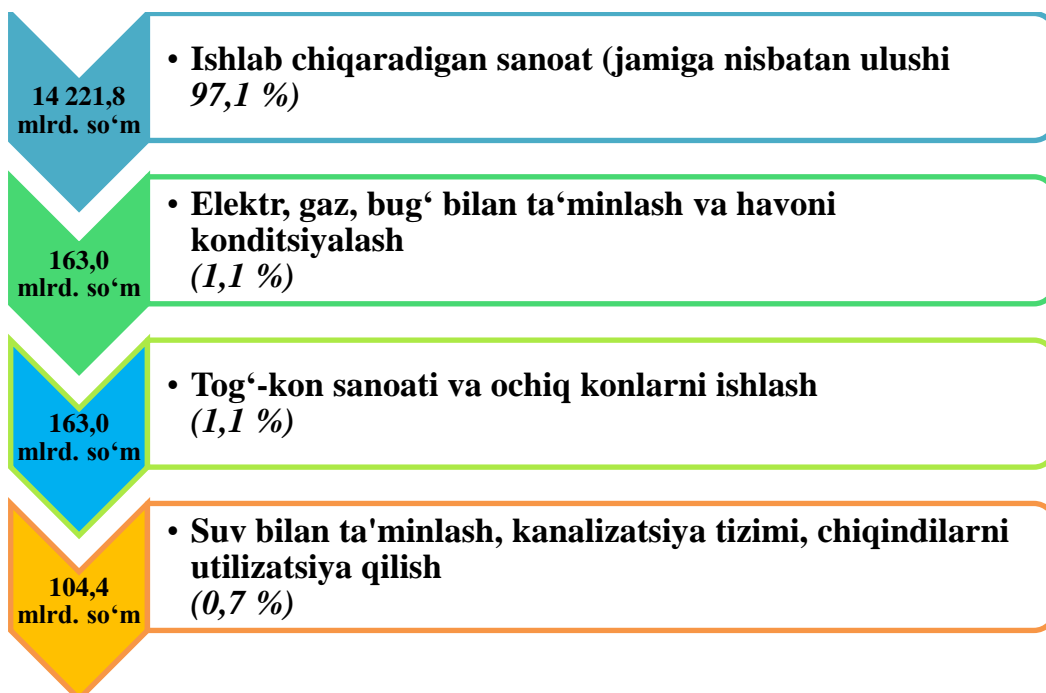 14 221,8
mlrd. so‘m
• Ishlab chiqaradigan sanoat (jamiga nisbatan ulushi
97,1 %)
163,0
mlrd. so‘m
• Elektr, gaz, bug‘ bilan ta‘minlash va havoni
konditsiyalash
(1,1 %)
163,0
mlrd. so‘m
• Tog‘-kon sanoati va ochiq konlarni ishlash
(1,1 %)
104,4
mlrd. so‘m
• Suv bilan ta'minlash, kanalizatsiya tizimi, chiqindilarni
utilizatsiya qilish
(0,7 %)